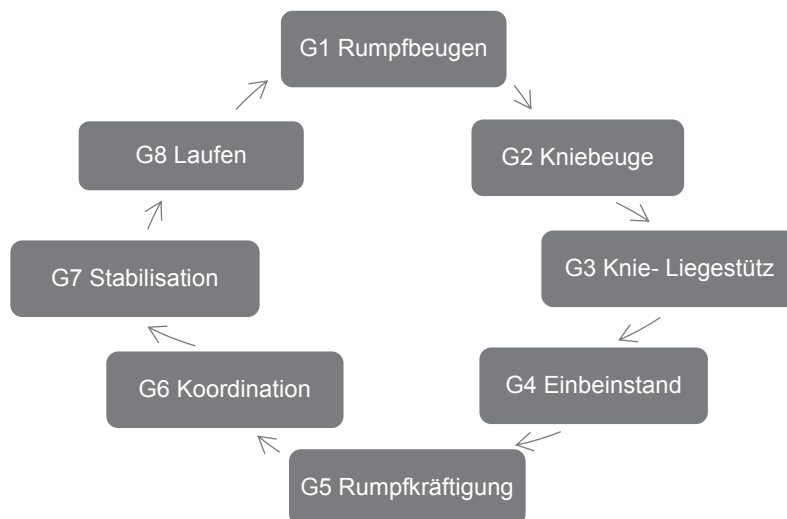 G1 Rumpfbeugen
G2 Kniebeuge
G3 Knie- Liegestütz
G4 Einbeinstand
G5 Rumpfkräftigung
G6 Koordination
G7 Stabilisation
G8 Laufen